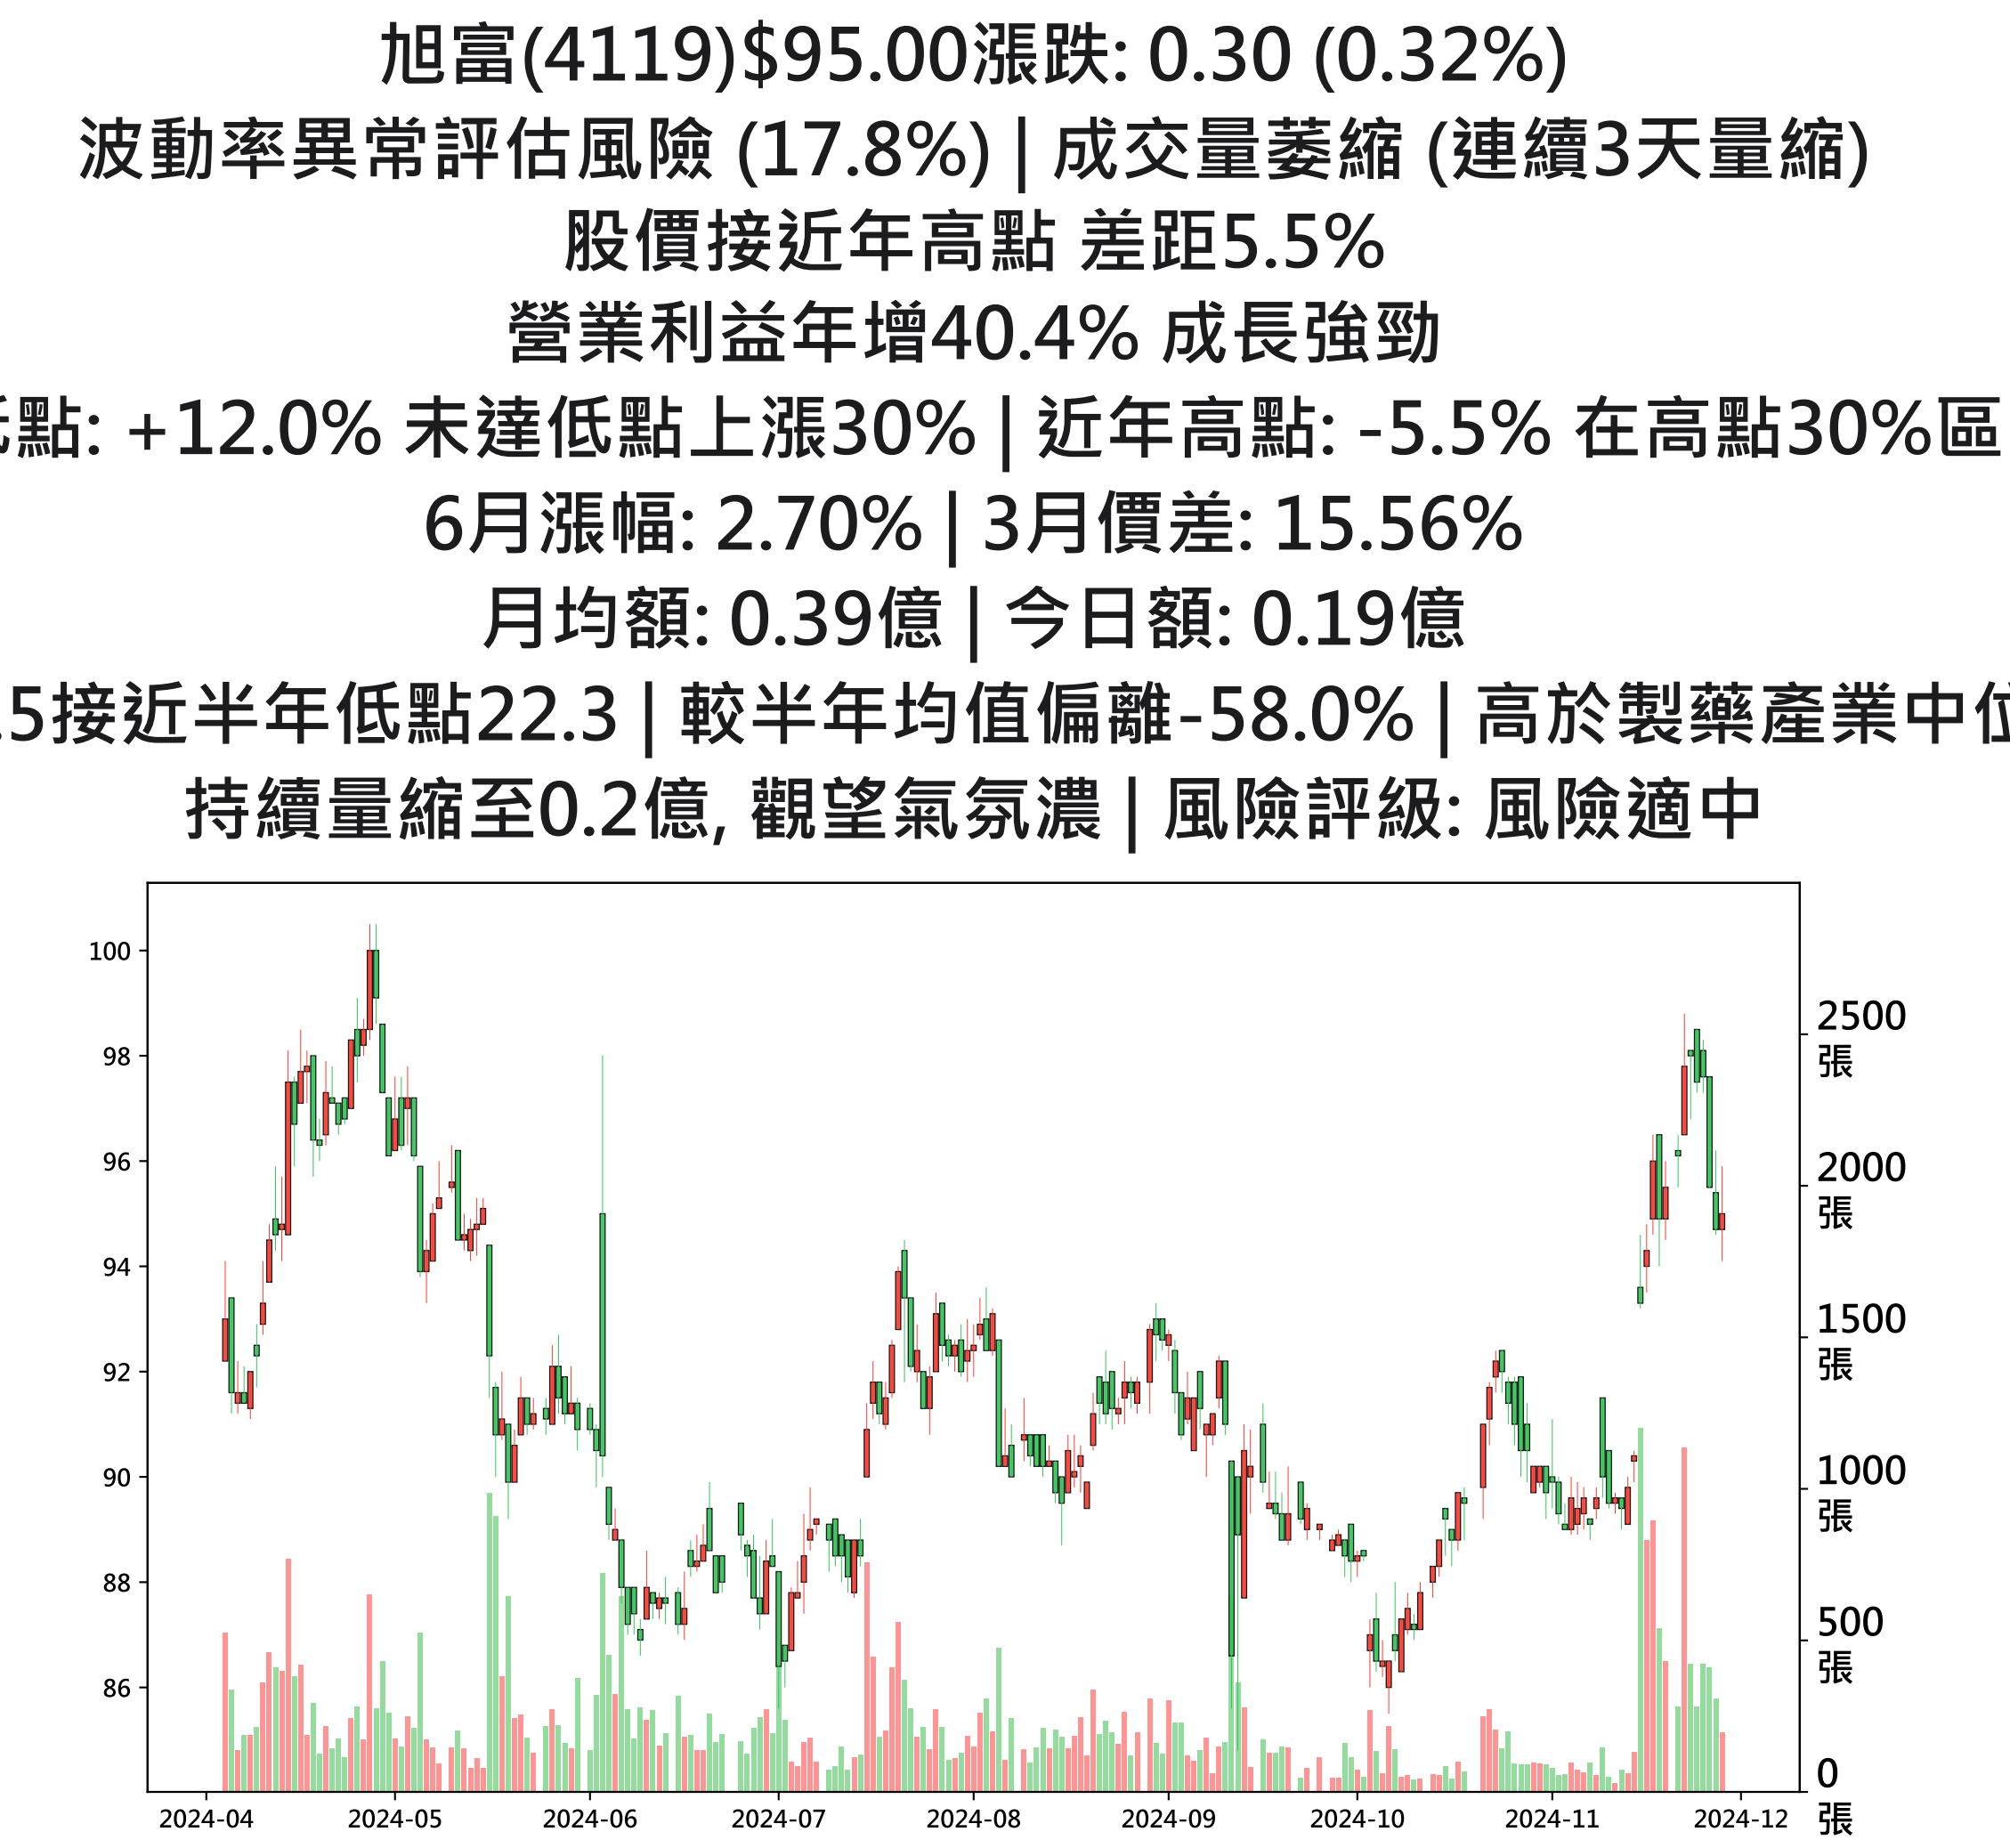 旭富(4119)$95.00漲跌: 0.30 (0.32%)
波動率異常評估風險 (17.8%) | 成交量萎縮 (連續3天量縮)
股價接近年高點 差距5.5%
營業利益年增40.4% 成長強勁
點: +12.0% 未達低點上漲30% | 近年高點: -5.5% 在高點30%區
6月漲幅: 2.70% | 3月價差: 15.56%
月均額: 0.39億 | 今日額: 0.19億
.5接近半年低點22.3 | 較半年均值偏離-58.0% | 高於製藥產業中位
持續量縮至0.2億, 觀望氣氛濃 | 風險評級: 風險適中
100
98
96
94
92
90
88
86
2500
張
2000
張
1500
張
1000
張
500
張
0
張
2024-04 2024-05 2024-06 2024-07 2024-08 2024-09 2024-10 2024-11 2024-12